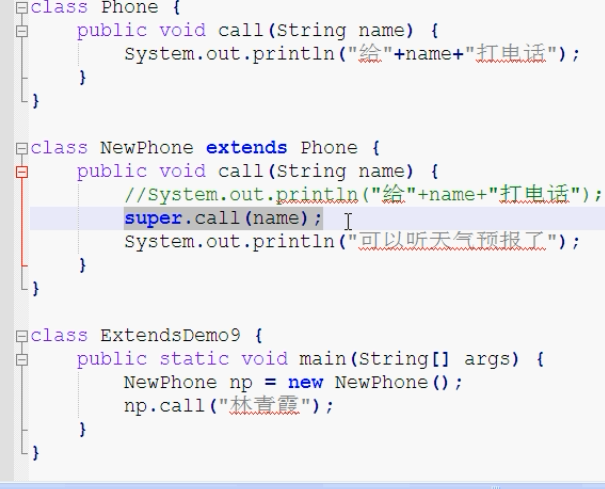 class Phone {
public void call(String name) {
System.out.println("给"+name+"打电话");
}
}
class NewPhone extends Phone {
public void call(String name) {
//System.out.println("给"+name+"打电话");
super.call(name);
System.out.println("可以听天气预报了");
}
}
class ExtendsDemo9 {
public static void main(String[] args) {
NewPhone np = new NewPhone();
np.call("林青霞");
}
}